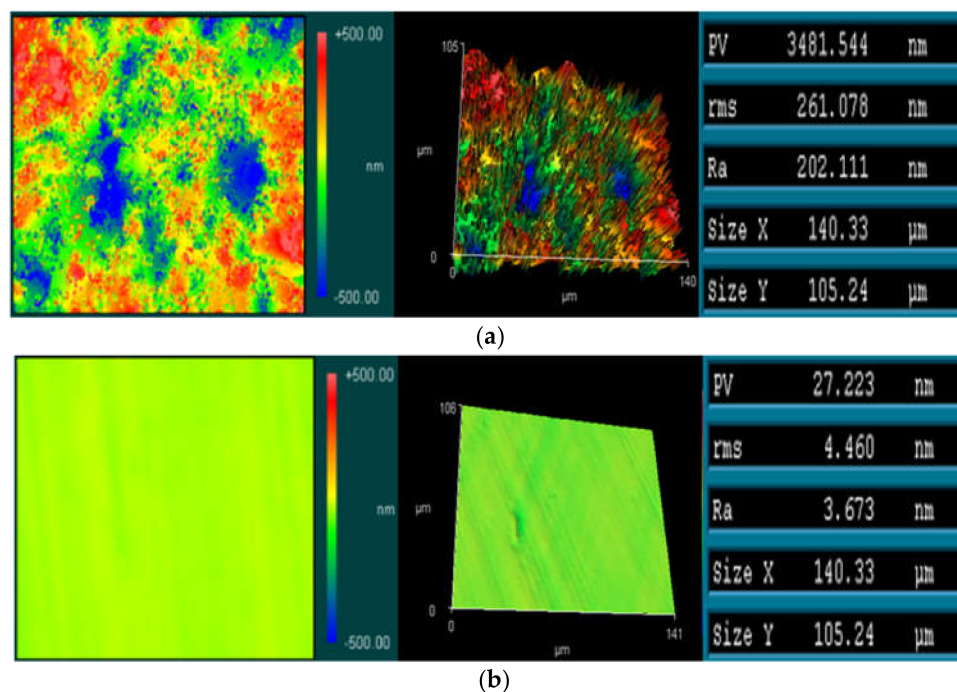 +500.00
nm
-500.00
105
µm
0
0
140
µm
PV 3481.544 nm
rms 261.078 nm
Ra 202.111 nm
Size X 140.33 µm
Size Y 105.24 µm
(a)
+500.00
nm
-500.00
106
µm
0
0
141
µm
PV 27.223 nm
rms 4.460 nm
Ra 3.673 nm
Size X 140.33 µm
Size Y 105.24 µm
(b)